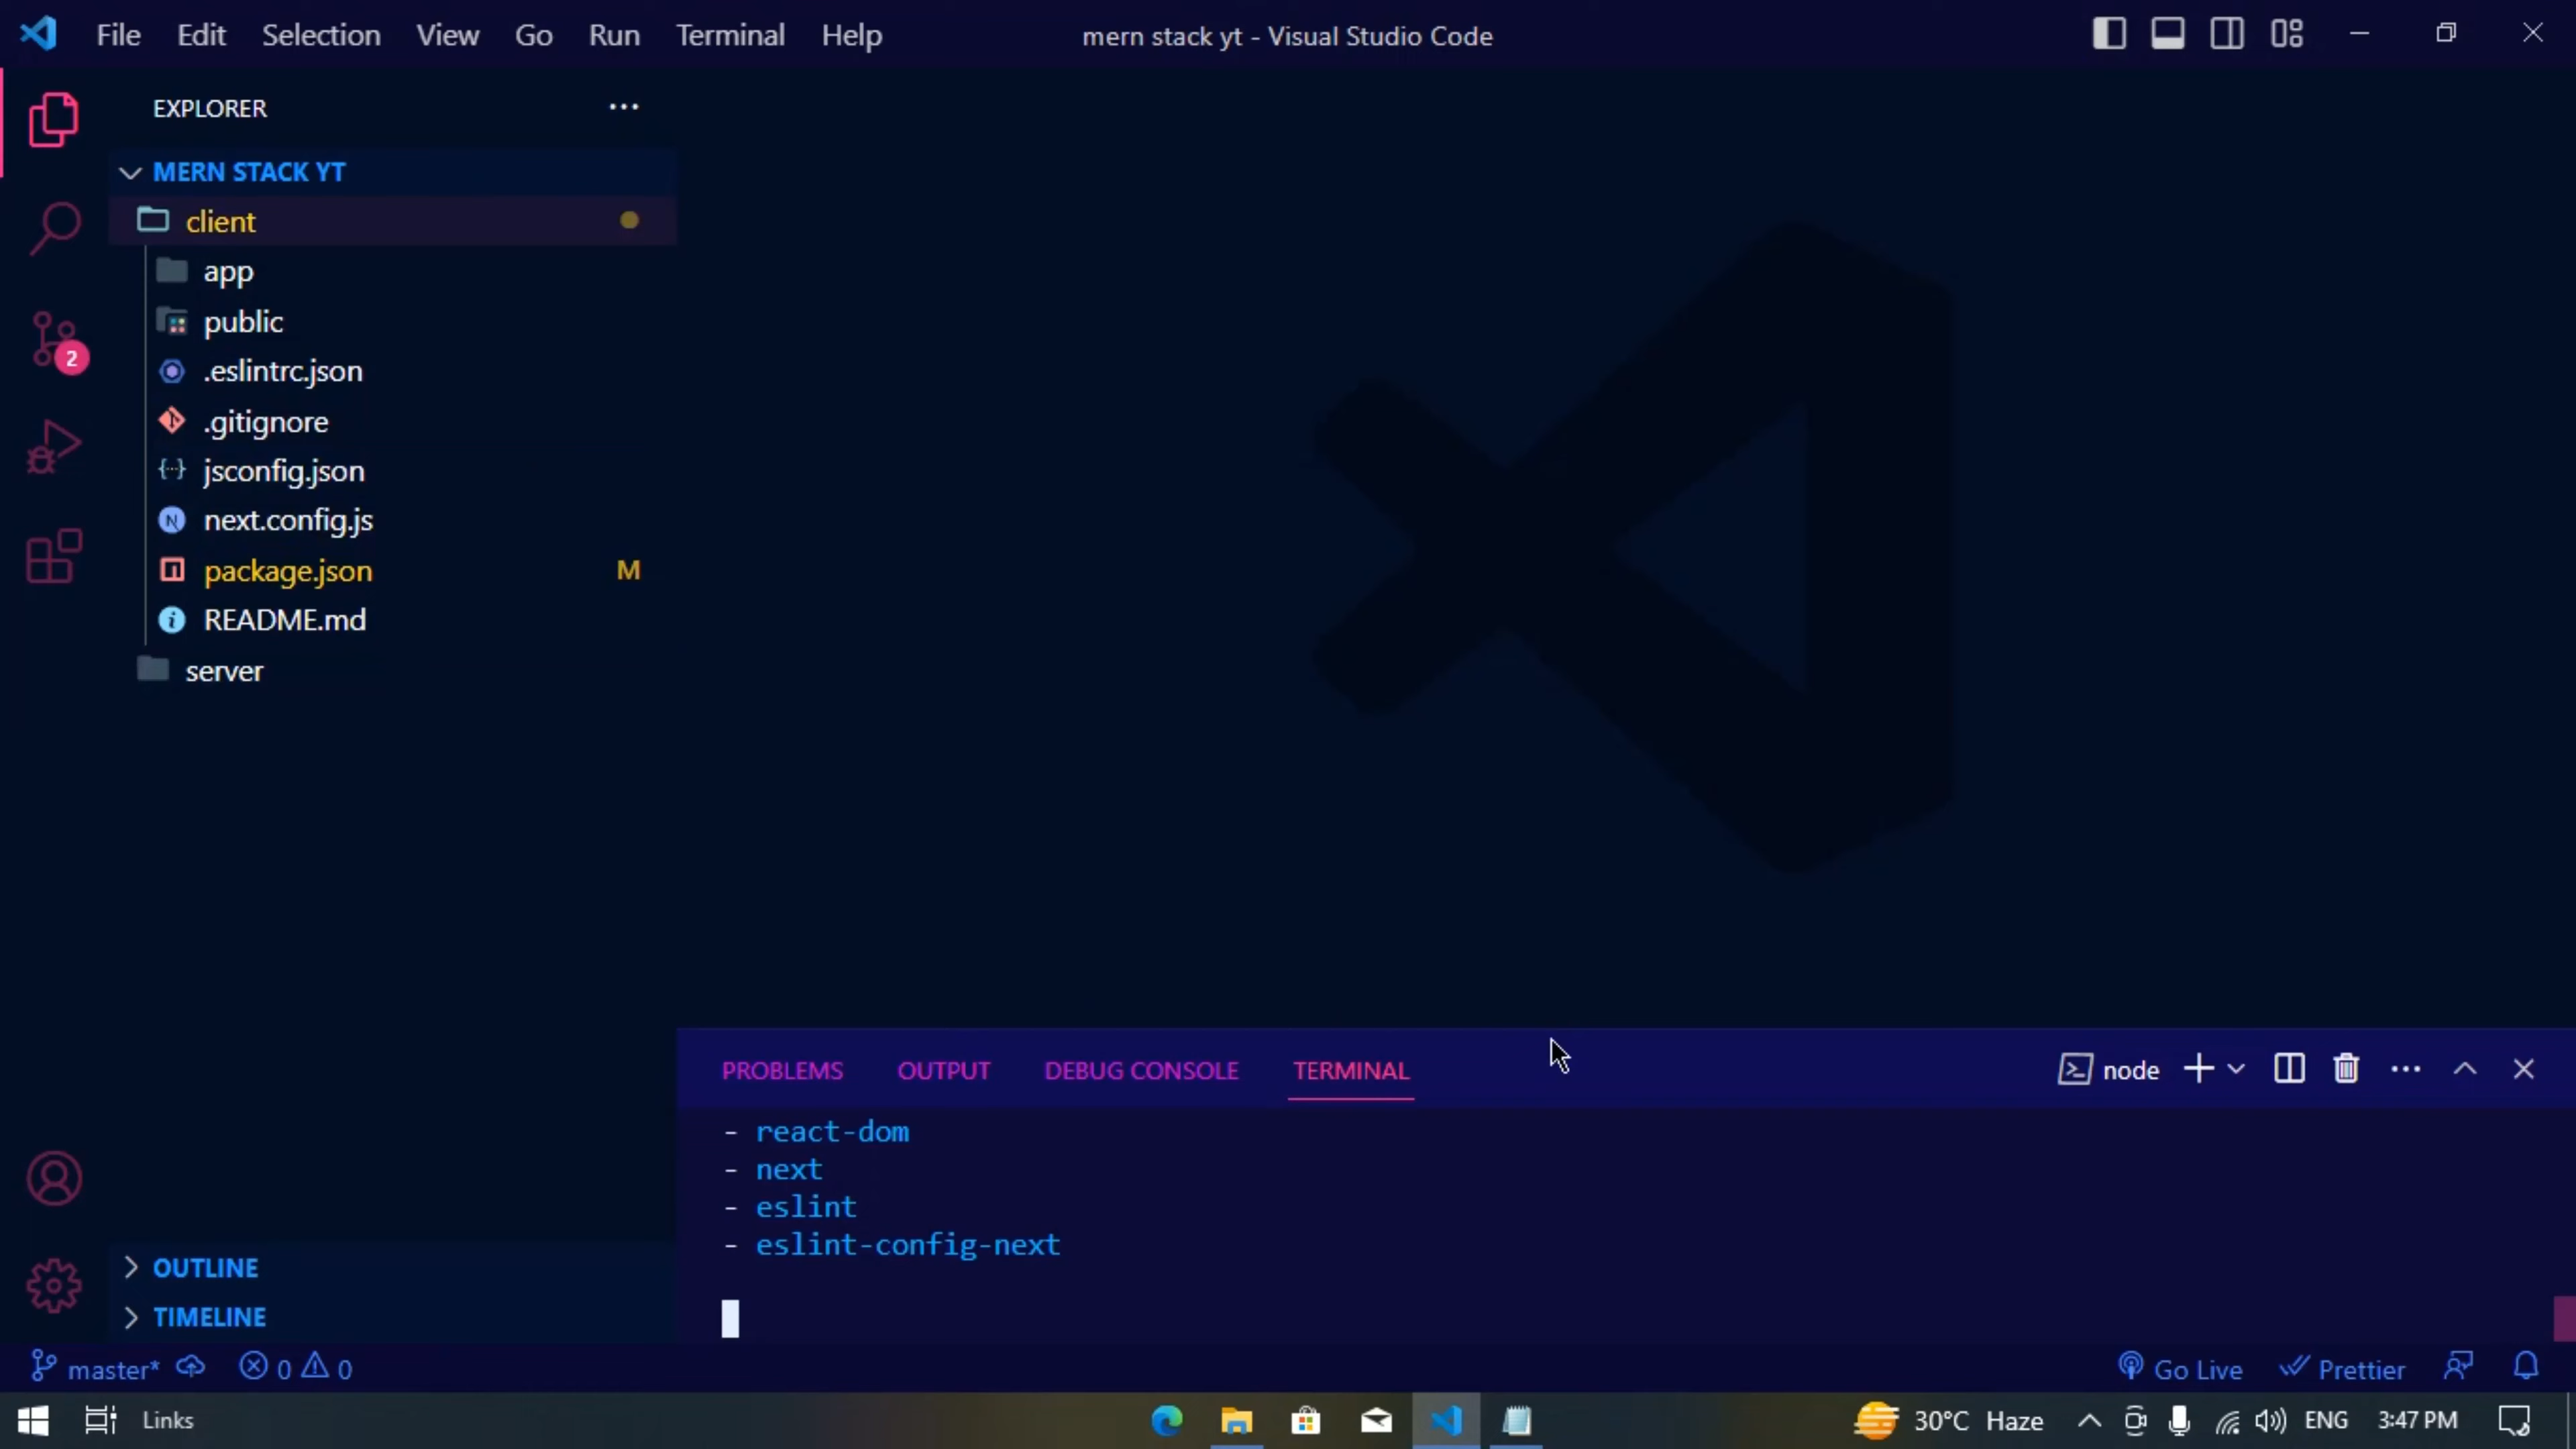 File Edit Selection View Go Run Terminal Help mern stack yt - Visual Studio Code
EXPLORER
MERN STACK YT
client
app
public
.eslintrc.json
.gitignore
jsconfig.json
N next.config.js
package.json M
README.md
server
2
PROBLEMS OUTPUT DEBUG CONSOLE TERMINAL node
- react-dom
- next
- eslint
- eslint-config-next
OUTLINE
TIMELINE
master* 0 0 Go Live Prettier
Links 30°C Haze ENG 3:47 PM